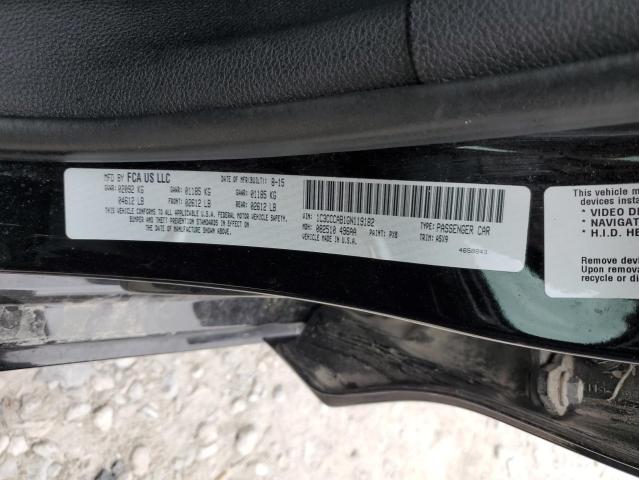 MFD BY FCA US LLC DATE OF MFR(BUILT): 8-15
GVWR: 02092 KG GAWR: 01185 KG GAWR: 01185 KG
04612 LB FRONT: 02612 LB REAR: 02612 LB
THIS VEHICLE CONFORMS TO ALL APPLICABLE U.S.A. FEDERAL MOTOR VEHICLE SAFETY,
BUMPER AND THEFT PREVENTION STANDARDS IN EFFECT ON
THE DATE OF MANUFACTURE SHOWN ABOVE.
VIN: 1C3CCCAB1GN119182 TYPE: PASSENGER CAR
MDH: 082510 496AA PAINT: PX8 TRIM: A5X9
VEHICLE MADE IN U.S.A. 4658843
This vehicle m
devices install
* VIDEO D
* NAVIGAT
* H.I.D. HE
Remove devic
Upon removal
recycle or di